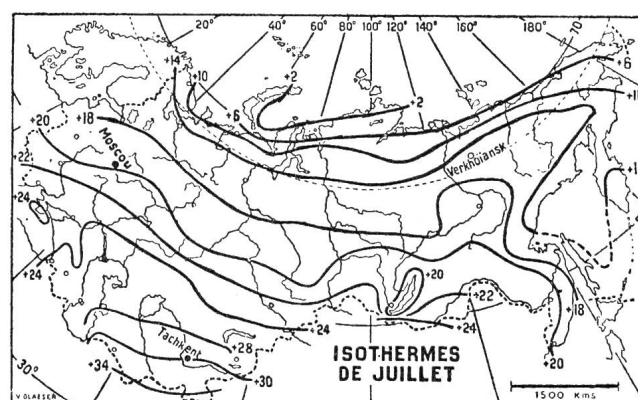 20° 40° 60° 80° 100° 120° 140° 160° 180° 70
+14
+10
+2
+6
+6
+2
+20
+18
+22
Moscou
Verkhoïansk
+24
+24
+20
+22
+18
+24
+24
+28
Tachkent
+20
+30
+34
30°
ISOTHERMES
DE JUILLET
1500 Kms
V GLAESER